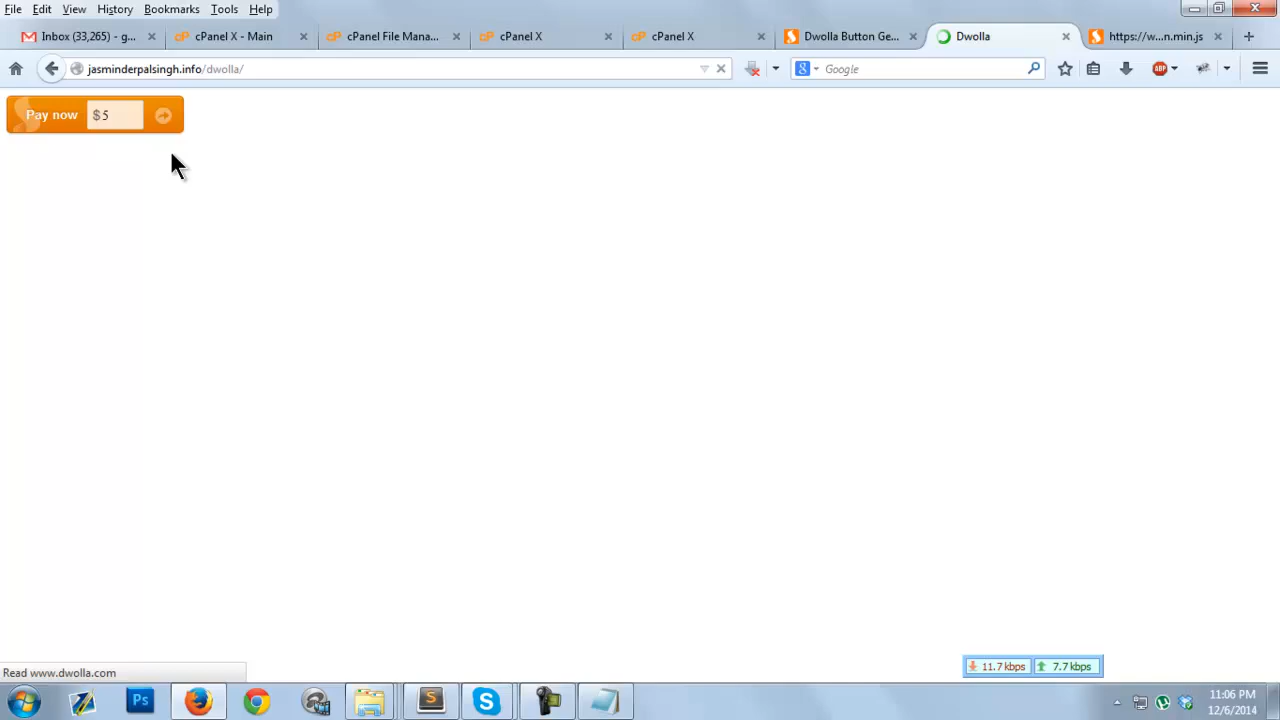 File Edit View History Bookmarks Tools Help
Inbox (33,265) - g... cPanel X - Main cPanel File Mana... cPanel X cPanel X Dwolla Button Ge... Dwolla https://w...n.min.js
jasminderpalsingh.info/dwolla/ Google ABP
Pay now $5
Read www.dwolla.com
11.7 kbps 7.7 kbps
Ps S S 11:06 PM
12/6/2014